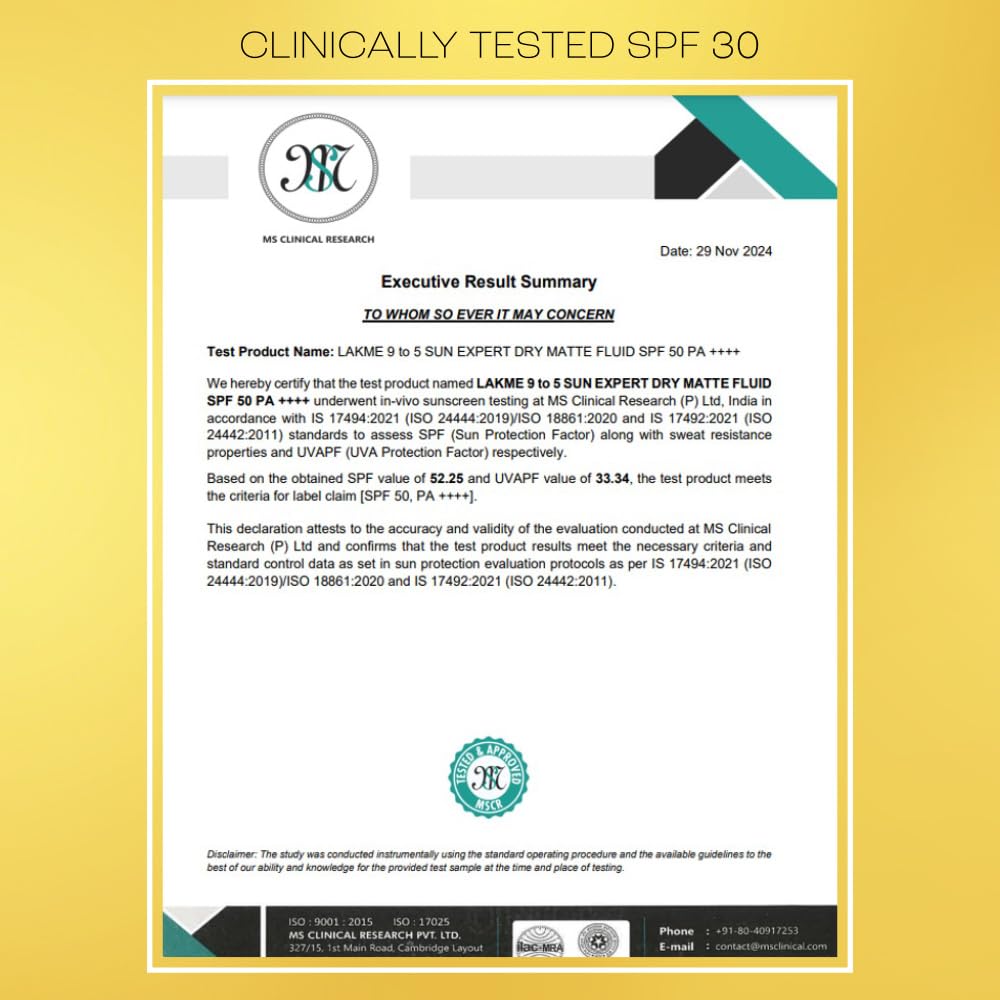 CLINICALLY TESTED SPF 30
MS
MS CLINICAL RESEARCH
Date: 29 Nov 2024
Executive Result Summary
TO WHOM SO EVER IT MAY CONCERN
Test Product Name: LAKME 9 to 5 SUN EXPERT DRY MATTE FLUID SPF 50 PA ++++
We hereby certify that the test product named LAKME 9 to 5 SUN EXPERT DRY MATTE FLUID
SPF 50 PA ++++ underwent in-vivo sunscreen testing at MS Clinical Research (P) Ltd, India in
accordance with IS 17494:2021 (ISO 24444:2019)/ISO 18861:2020 and IS 17492:2021 (ISO
24442:2011) standards to assess SPF (Sun Protection Factor) along with sweat resistance
properties and UVAPF (UVA Protection Factor) respectively.
Based on the obtained SPF value of 52.25 and UVAPF value of 33.34, the test product meets
the criteria for label claim [SPF 50, PA ++++].
This declaration attests to the accuracy and validity of the evaluation conducted at MS Clinical
Research (P) Ltd and confirms that the test product results meet the necessary criteria and
standard control data as set in sun protection evaluation protocols as per IS 17494:2021 (ISO
24444:2019)/ISO 18861:2020 and IS 17492:2021 (ISO 24442:2011).
TESTED & APPROVED
MS
MSCR
Disclaimer: The study was conducted instrumentally using the standard operating procedure and the available guidelines to the
best of our ability and knowledge for the provided test sample at the time and place of testing.
ISO : 9001 : 2015 ISO : 17025
MS CLINICAL RESEARCH PVT. LTD.
327/15, 1st Main Road, Cambridge Layout
ilac-MRA
Phone : +91-80-40917253
E-mail : contact@msclinical.com